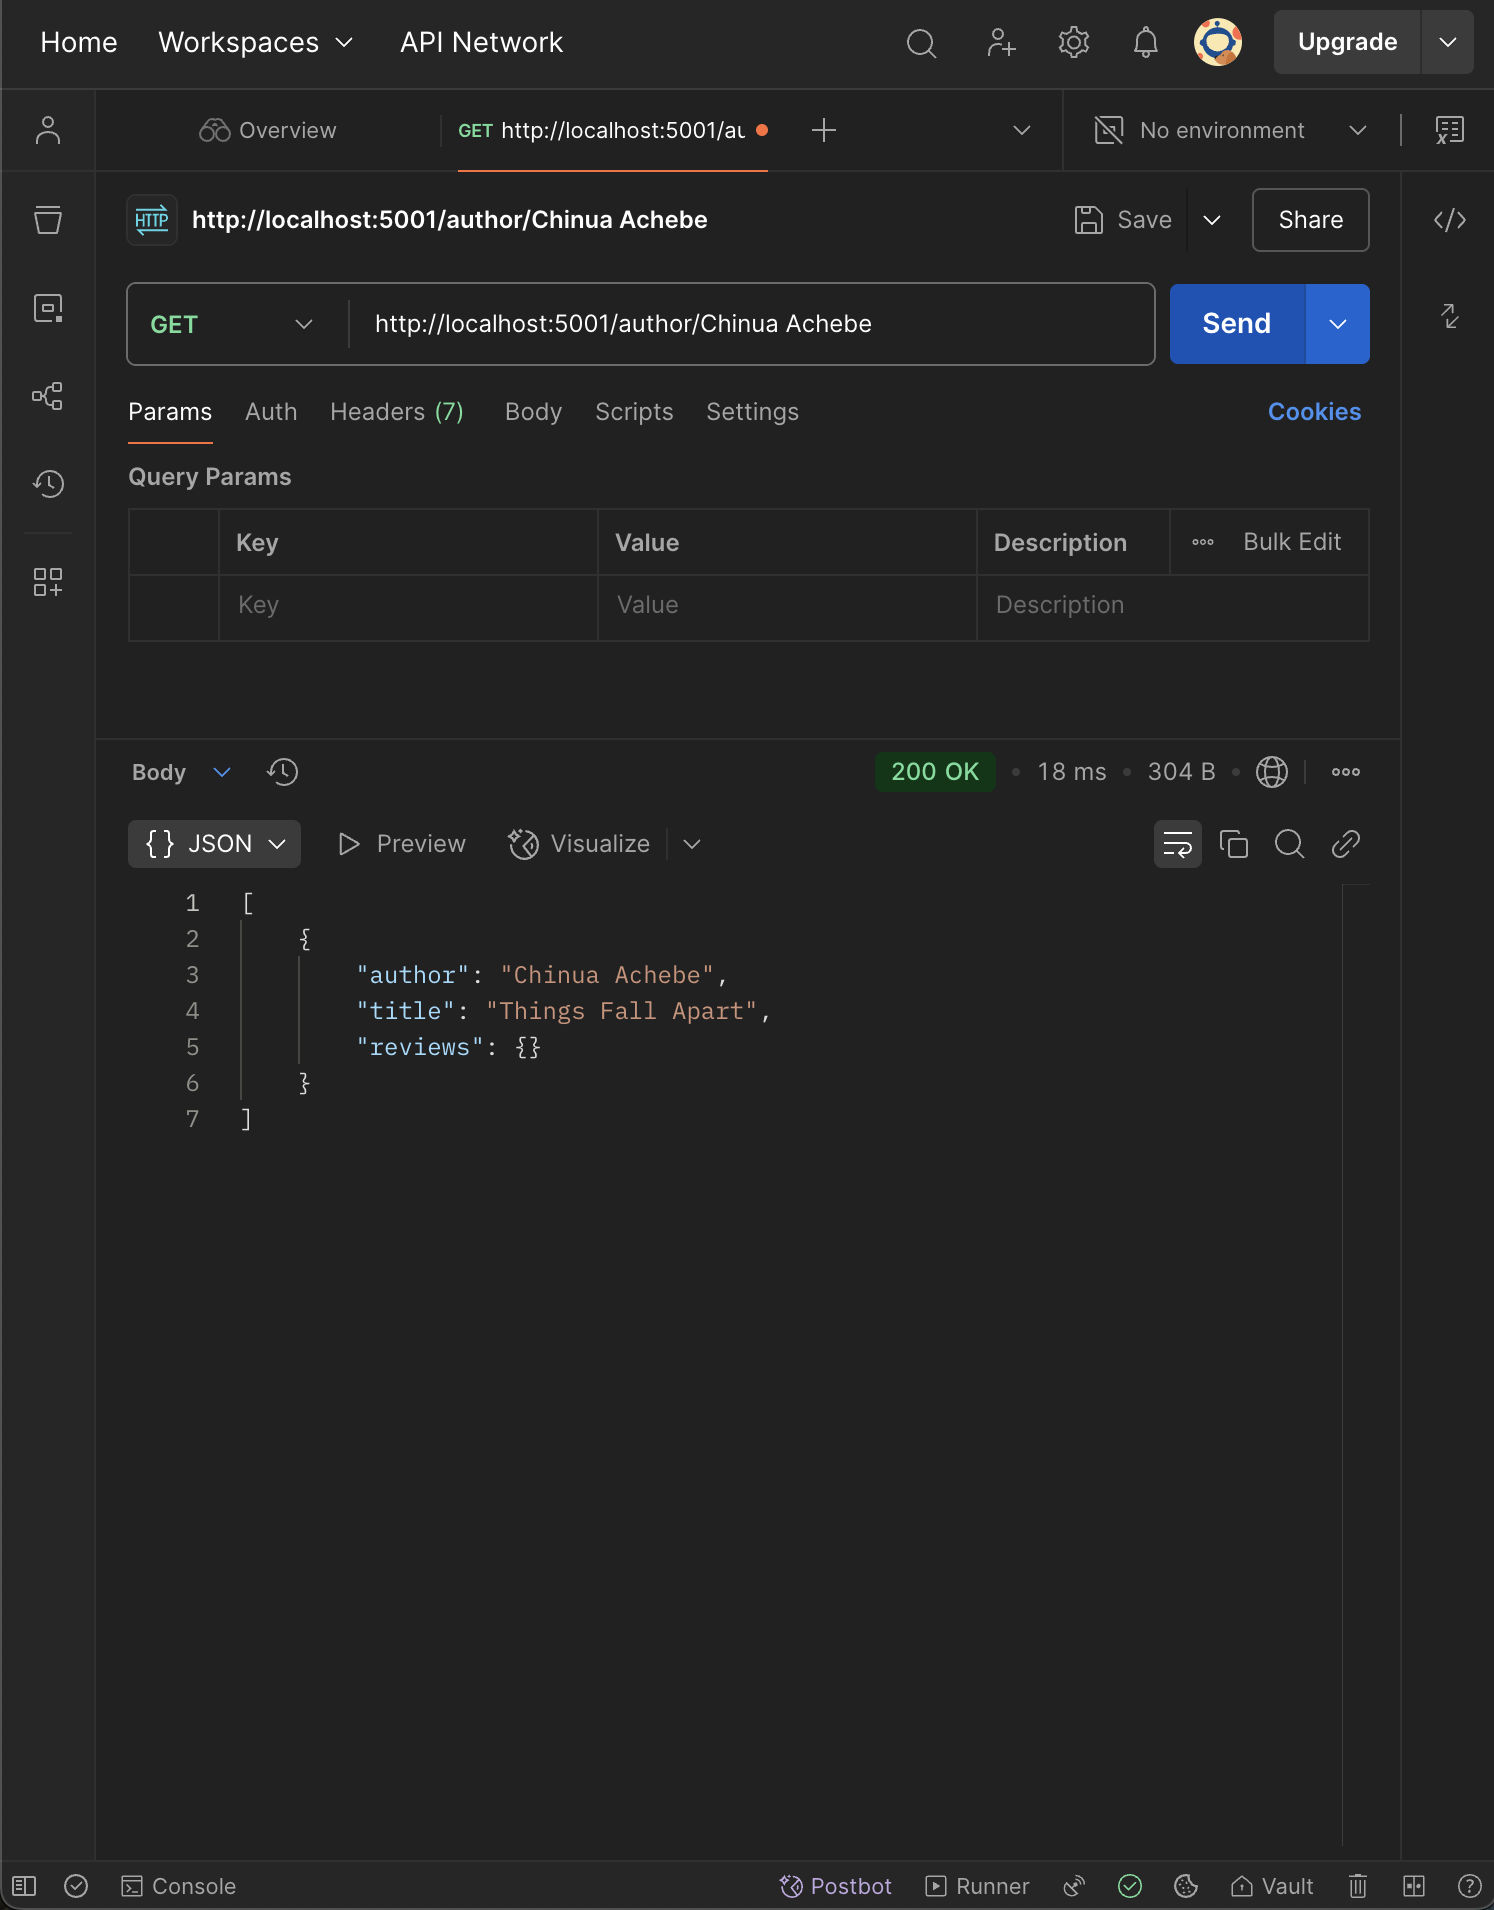 Home Workspaces API Network Upgrade
Overview GET http://localhost:5001/au No environment
HTTP http://localhost:5001/author/Chinua Achebe Save Share
GET http://localhost:5001/author/Chinua Achebe Send
Params Auth Headers (7) Body Scripts Settings Cookies
Query Params
Key Value Description Bulk Edit
Key Value Description
Body 200 OK • 18 ms • 304 B •
{} JSON Preview Visualize
1 [
2 {
3 "author": "Chinua Achebe",
4 "title": "Things Fall Apart",
5 "reviews": {}
6 }
7 ]
Console Postbot Runner Vault